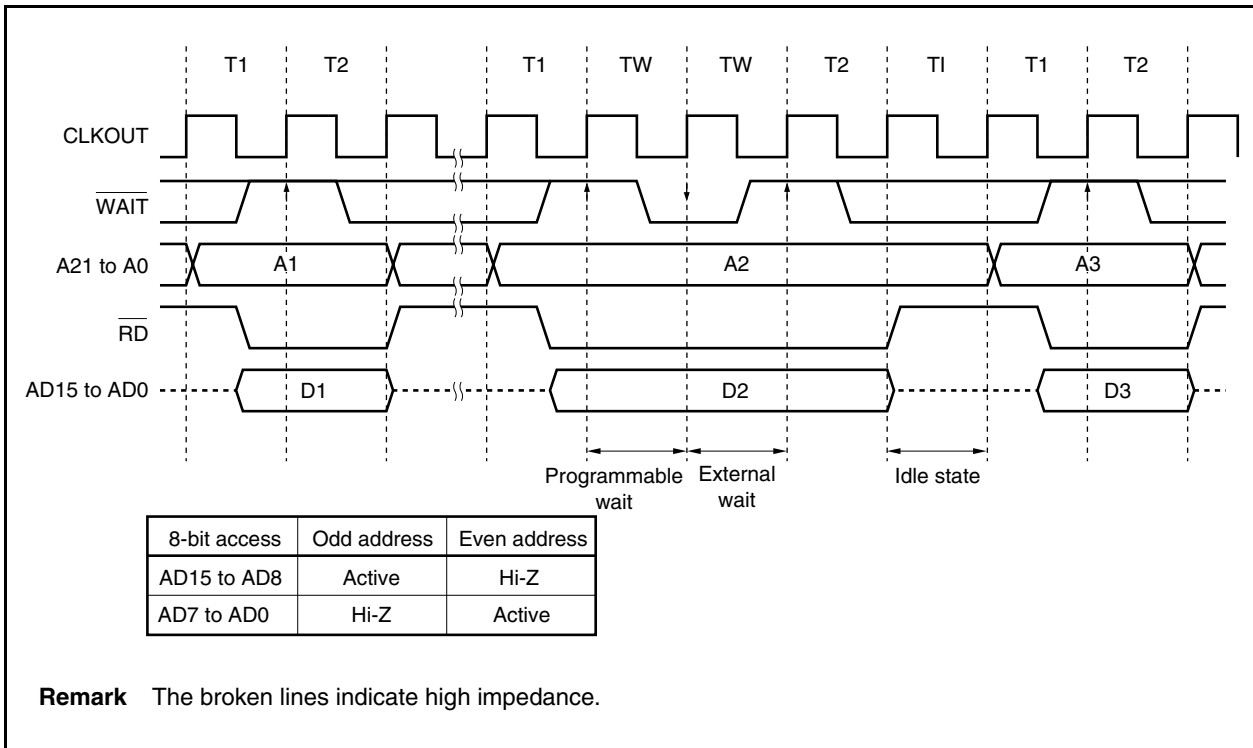 T1 T2 T1 TW TW T2 TI T1 T2
CLKOUT
WAIT
A21 to A0 A1 A2 A3
RD
AD15 to AD0 D1 D2 D3
Programmable wait
External wait
Idle state
8-bit access Odd address Even address
AD15 to AD8 Active Hi-Z
AD7 to AD0 Hi-Z Active
Remark The broken lines indicate high impedance.